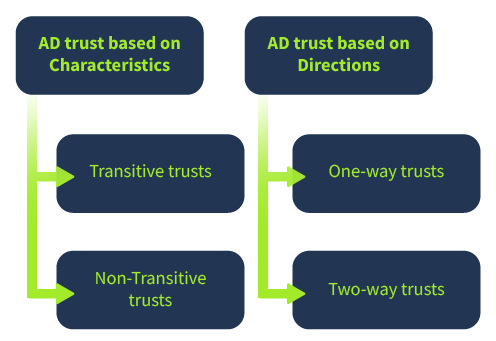 AD trust based on
Characteristics
Transitive trusts
Non-Transitive
trusts
AD trust based on
Directions
One-way trusts
Two-way trusts